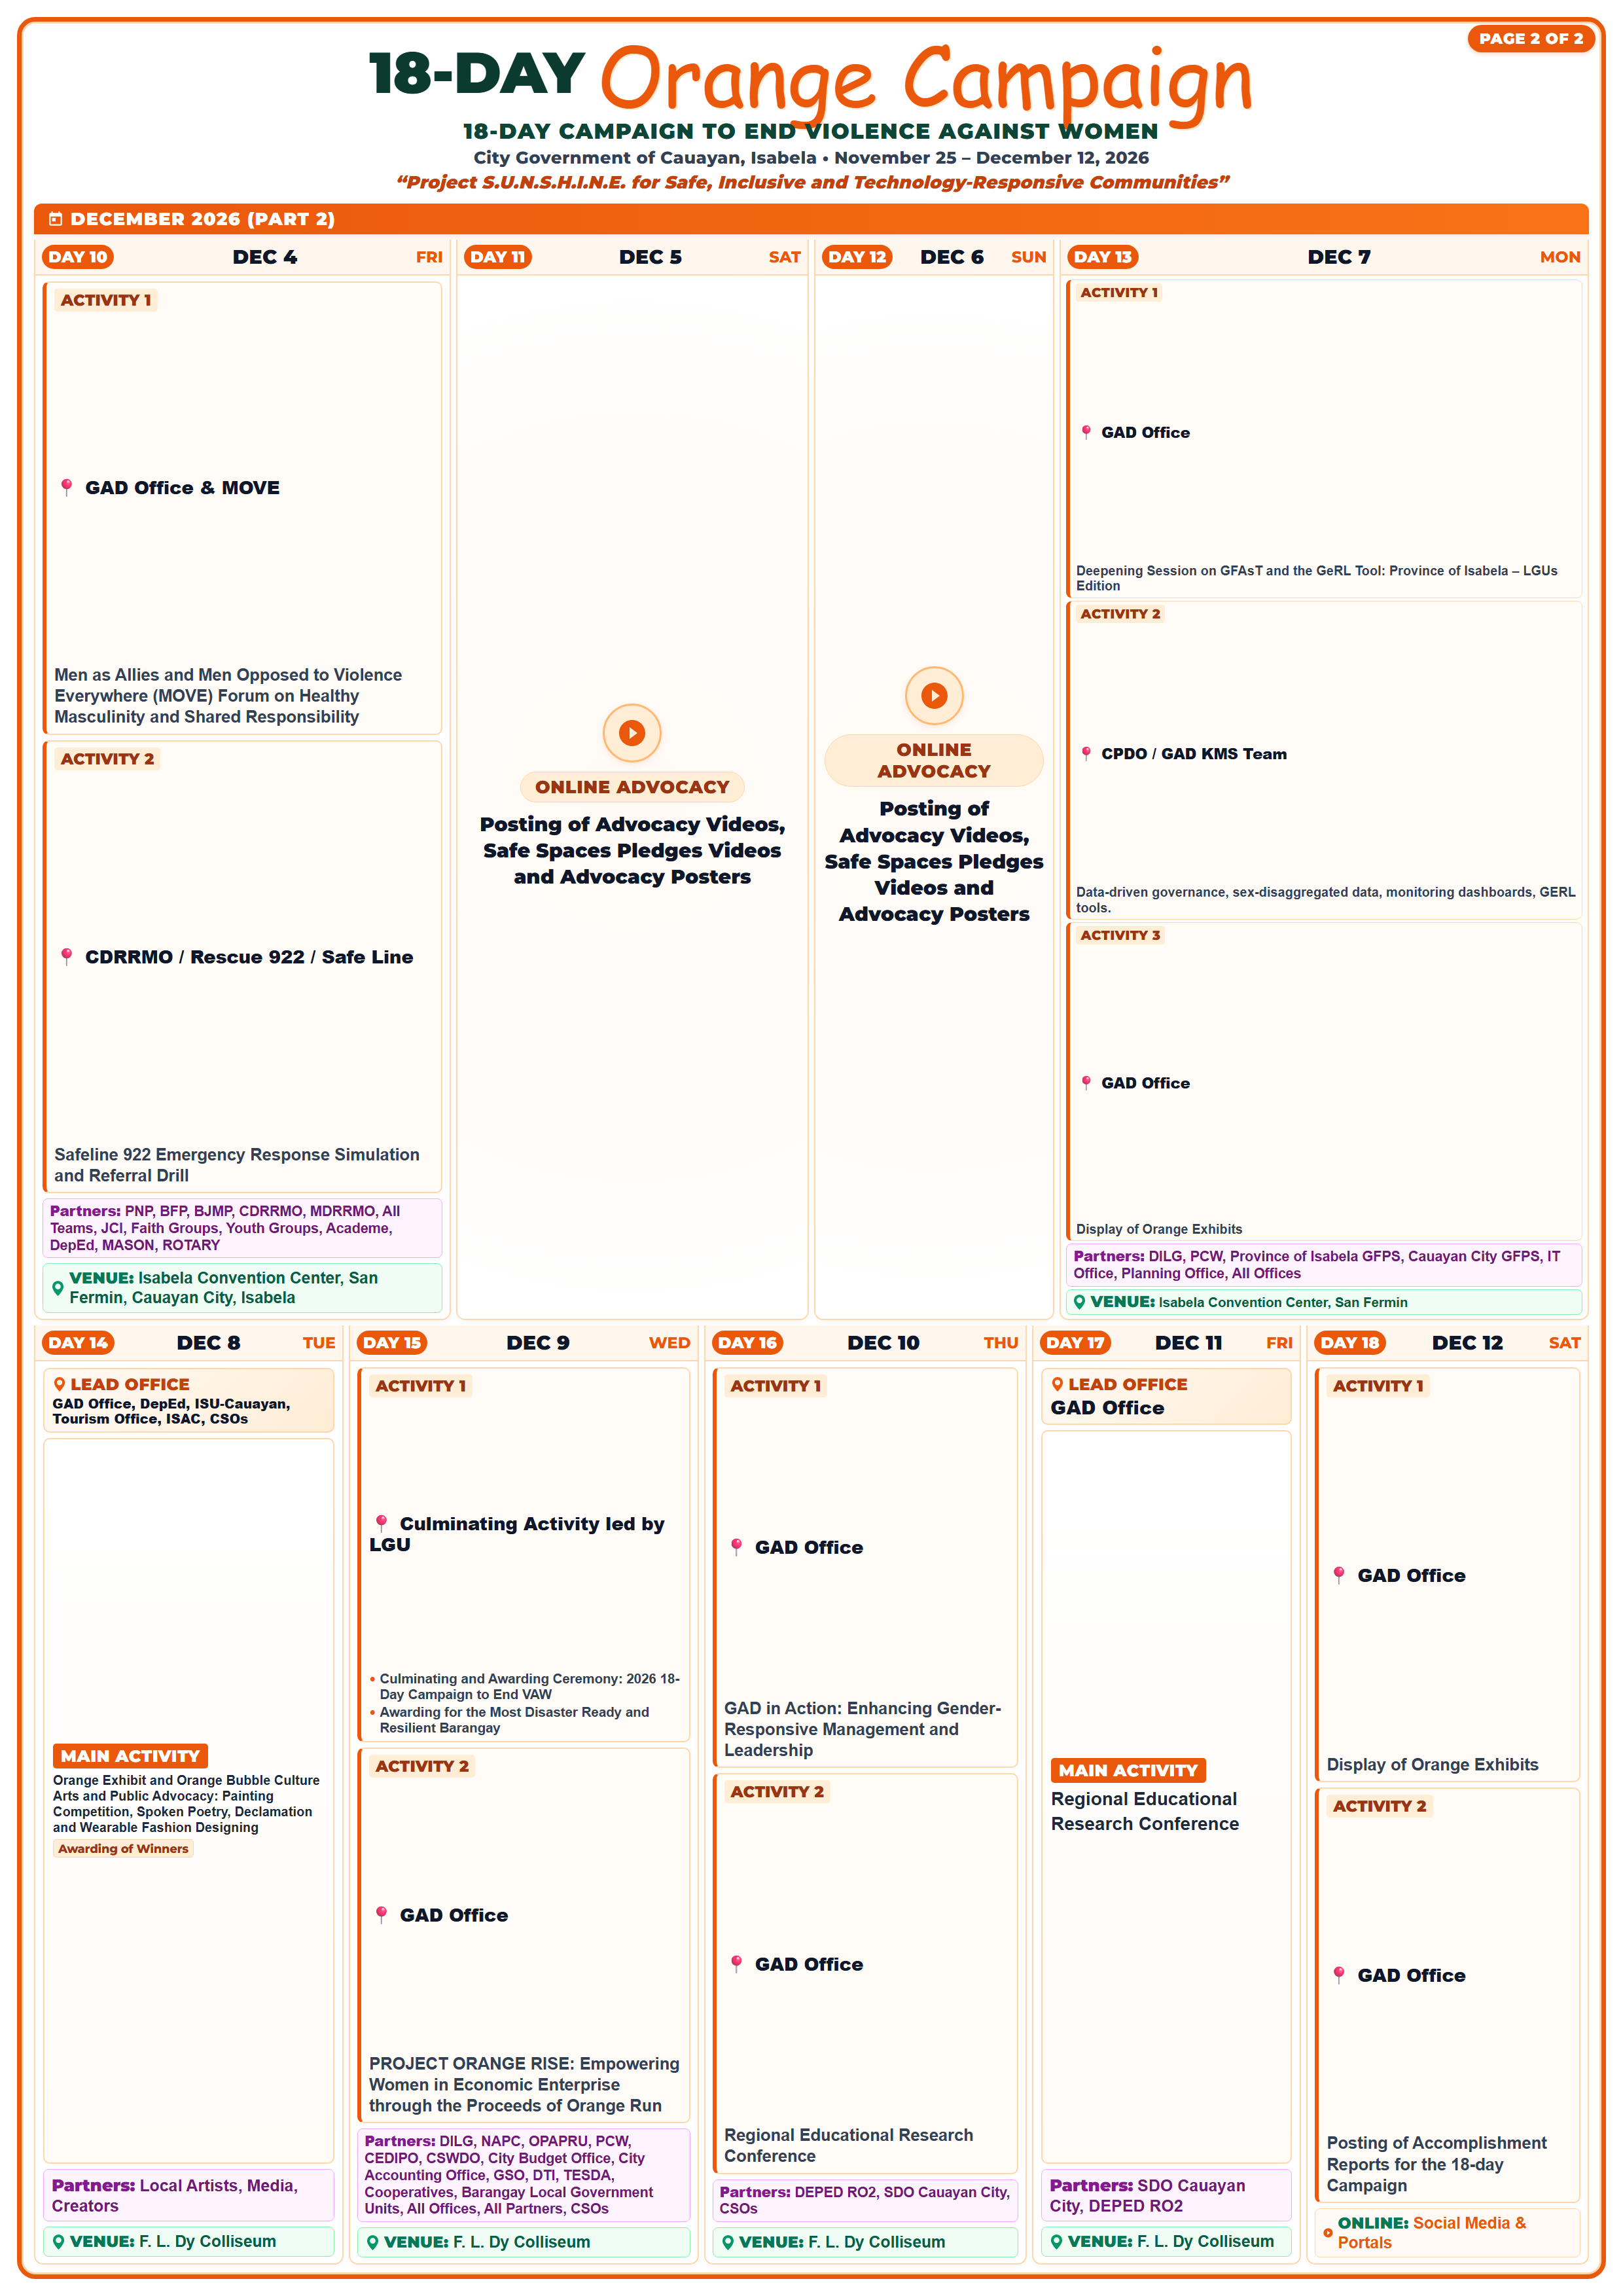 PAGE 2 OF 2
18-DAY Orange Campaign
18-DAY CAMPAIGN TO END VIOLENCE AGAINST WOMEN
City Government of Cauayan, Isabela • November 25 – December 12, 2026
“Project S.U.N.S.H.I.N.E. for Safe, Inclusive and Technology-Responsive Communities”
DECEMBER 2026 (PART 2)
DAY 10 DEC 4 FRI
ACTIVITY 1
GAD Office & MOVE
Men as Allies and Men Opposed to Violence
Everywhere (MOVE) Forum on Healthy
Masculinity and Shared Responsibility
ACTIVITY 2
CDRRMO / Rescue 922 / Safe Line
Safeline 922 Emergency Response Simulation
and Referral Drill
Partners: PNP, BFP, BJMP, CDRRMO, MDRRMO, All
Teams, JCI, Faith Groups, Youth Groups, Academe,
DepEd, MASON, ROTARY
VENUE: Isabela Convention Center, San
Fermin, Cauayan City, Isabela
DAY 11 DEC 5 SAT
ONLINE ADVOCACY
Posting of Advocacy Videos,
Safe Spaces Pledges Videos
and Advocacy Posters
DAY 12 DEC 6 SUN
ONLINE
ADVOCACY
Posting of
Advocacy Videos,
Safe Spaces Pledges
Videos and
Advocacy Posters
DAY 13 DEC 7 MON
ACTIVITY 1
GAD Office
Deepening Session on GFAsT and the GeRL Tool: Province of Isabela – LGUs
Edition
ACTIVITY 2
CPDO / GAD KMS Team
Data-driven governance, sex-disaggregated data, monitoring dashboards, GERL
tools.
ACTIVITY 3
GAD Office
Display of Orange Exhibits
Partners: DILG, PCW, Province of Isabela GFPS, Cauayan City GFPS, IT
Office, Planning Office, All Offices
VENUE: Isabela Convention Center, San Fermin
DAY 14 DEC 8 TUE
LEAD OFFICE
GAD Office, DepEd, ISU-Cauayan,
Tourism Office, ISAC, CSOs
MAIN ACTIVITY
Orange Exhibit and Orange Bubble Culture
Arts and Public Advocacy: Painting
Competition, Spoken Poetry, Declamation
and Wearable Fashion Designing
Awarding of Winners
Partners: Local Artists, Media,
Creators
VENUE: F. L. Dy Colliseum
DAY 15 DEC 9 WED
ACTIVITY 1
Culminating Activity led by
LGU
• Culminating and Awarding Ceremony: 2026 18-
Day Campaign to End VAW
• Awarding for the Most Disaster Ready and
Resilient Barangay
ACTIVITY 2
GAD Office
PROJECT ORANGE RISE: Empowering
Women in Economic Enterprise
through the Proceeds of Orange Run
Partners: DILG, NAPC, OPAPRU, PCW,
CEDIPO, CSWDO, City Budget Office, City
Accounting Office, GSO, DTI, TESDA,
Cooperatives, Barangay Local Government
Units, All Offices, All Partners, CSOs
VENUE: F. L. Dy Colliseum
DAY 16 DEC 10 THU
ACTIVITY 1
GAD Office
GAD in Action: Enhancing Gender-
Responsive Management and
Leadership
ACTIVITY 2
GAD Office
Regional Educational Research
Conference
Partners: DEPED RO2, SDO Cauayan City,
CSOs
VENUE: F. L. Dy Colliseum
DAY 17 DEC 11 FRI
LEAD OFFICE
GAD Office
MAIN ACTIVITY
Regional Educational
Research Conference
Partners: SDO Cauayan
City, DEPED RO2
VENUE: F. L. Dy Colliseum
DAY 18 DEC 12 SAT
ACTIVITY 1
GAD Office
Display of Orange Exhibits
ACTIVITY 2
GAD Office
Posting of Accomplishment
Reports for the 18-day
Campaign
ONLINE: Social Media &
Portals